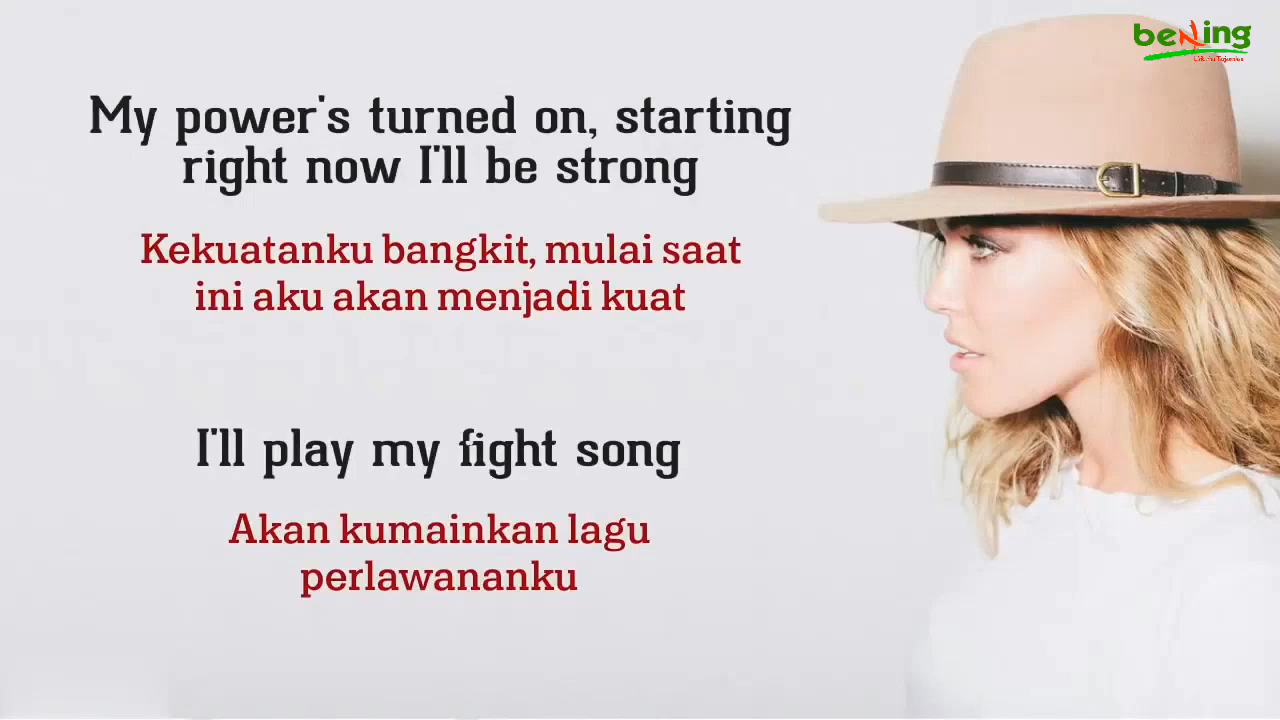 bening
My power's turned on, starting
right now I'll be strong
Kekuatanku bangkit, mulai saat
ini aku akan menjadi kuat
I'll play my fight song
Akan kumainkan lagu
perlawananku